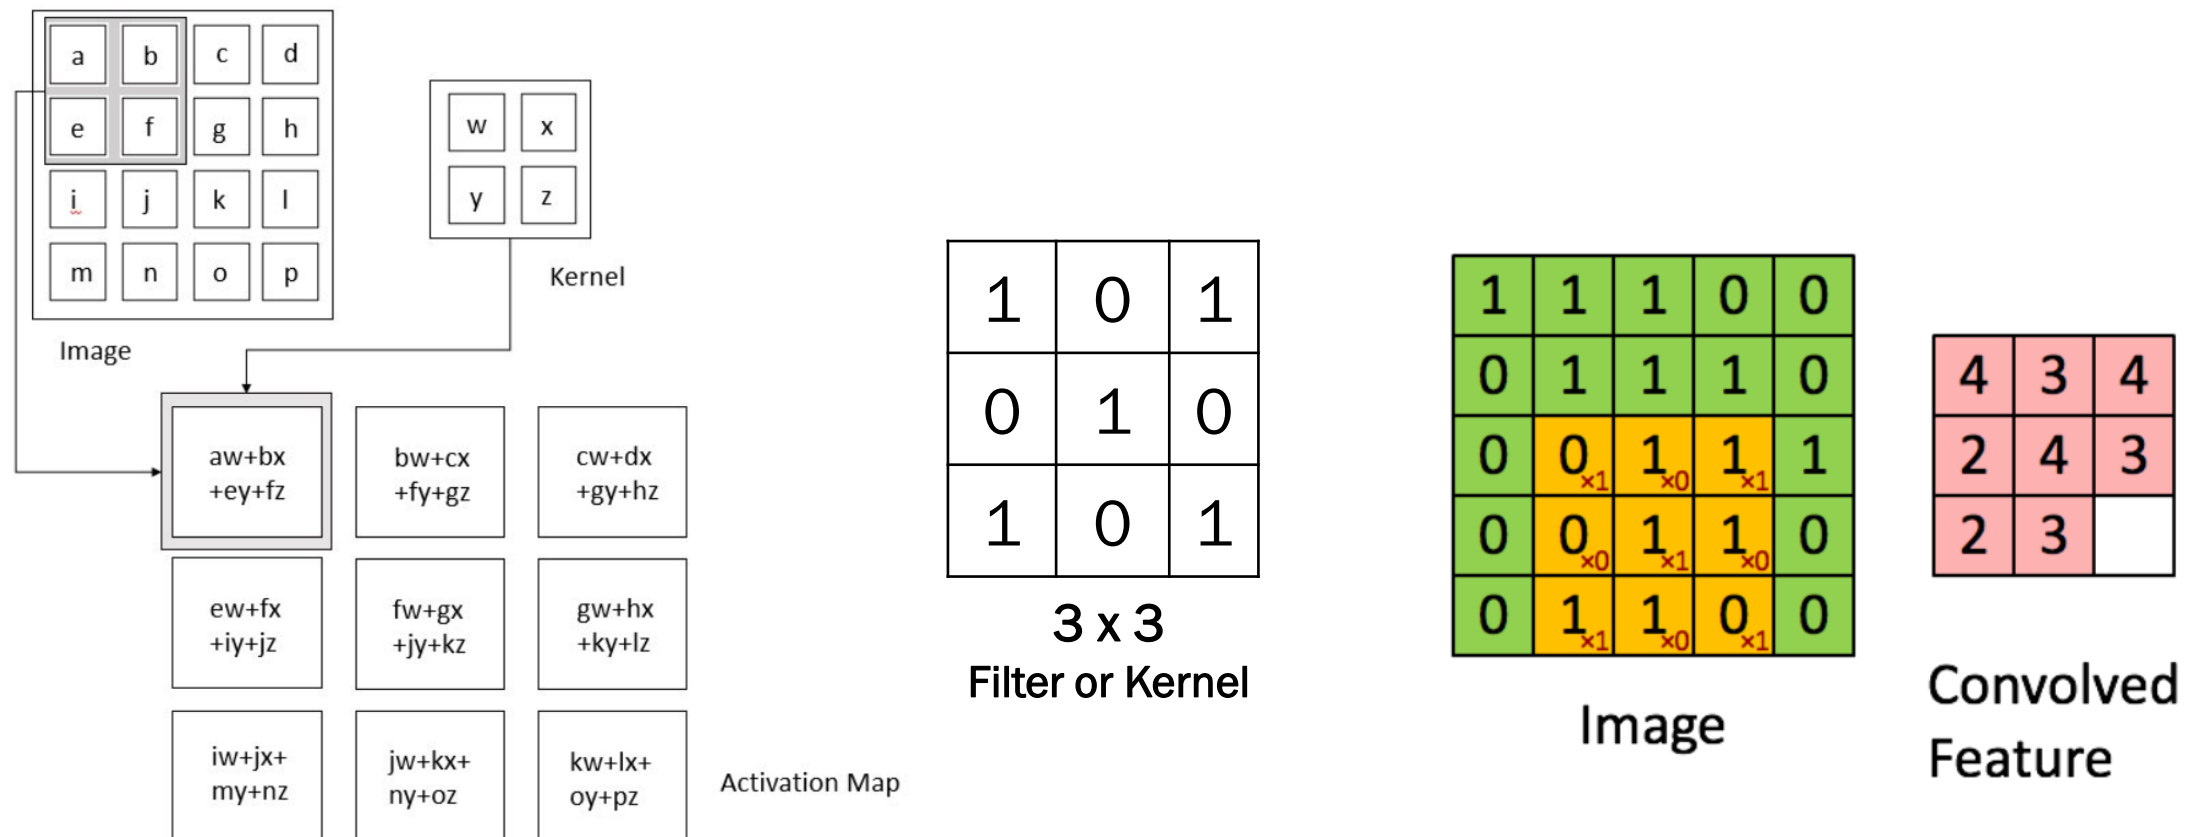 a b c d
e f g h
i j k l
m n o p
Image
w x
y z
Kernel
aw+bx
+ey+fz
bw+cx
+fy+gz
cw+dx
+gy+hz
ew+fx
+iy+jz
fw+gx
+jy+kz
gw+hx
+ky+lz
iw+jx+
my+nz
jw+kx+
ny+oz
kw+lx+
oy+pz
Activation Map
1 0 1
0 1 0
1 0 1
3 x 3
Filter or Kernel
1 1 1 0 0
0 1 1 1 0
0 0×1 1×0 1×1 1
0 0×0 1×1 1×0 0
0 1×1 1×0 0×1 0
Image
4 3 4
2 4 3
2 3
Convolved
Feature